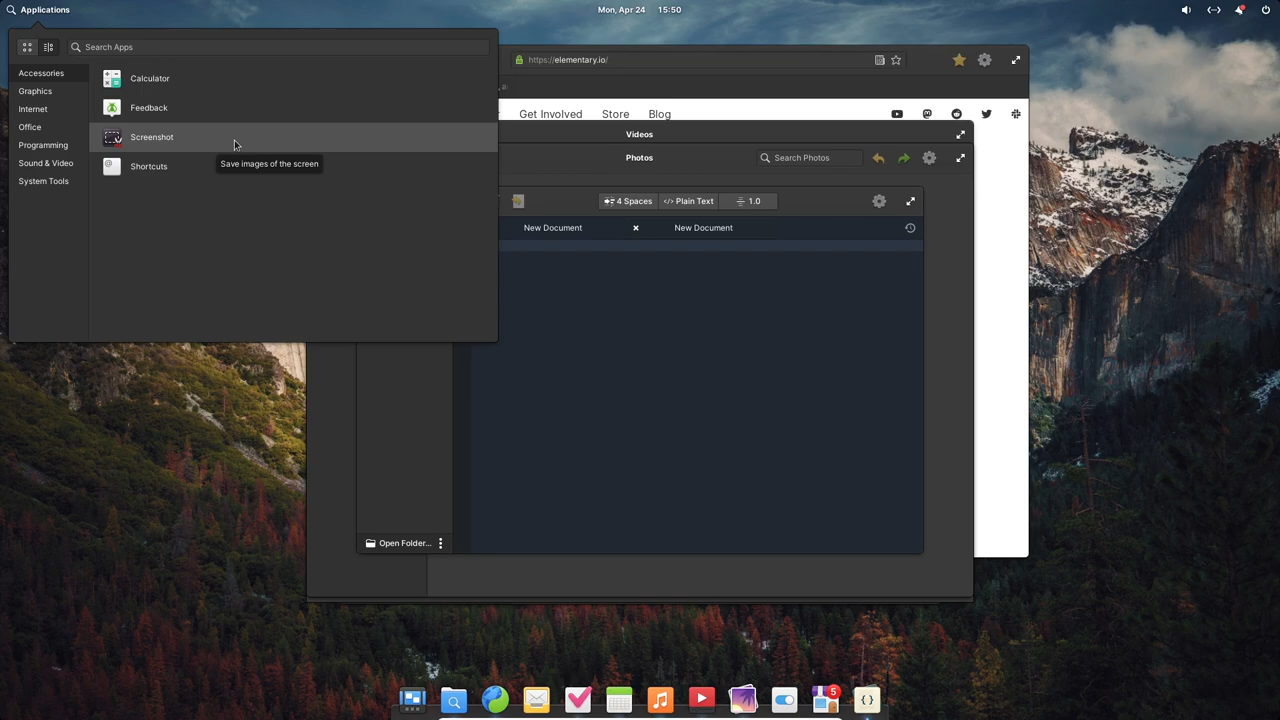 Applications
Mon, Apr 24 15:50
Search Apps
Accessories
Graphics
Internet
Office
Programming
Sound & Video
System Tools
Calculator
Feedback
Screenshot
Shortcuts
Save images of the screen
https://elementary.io/
Get Involved Store Blog
Videos
Photos
Search Photos
4 Spaces </> Plain Text 1.0
New Document × New Document
Open Folder...
5
{ }